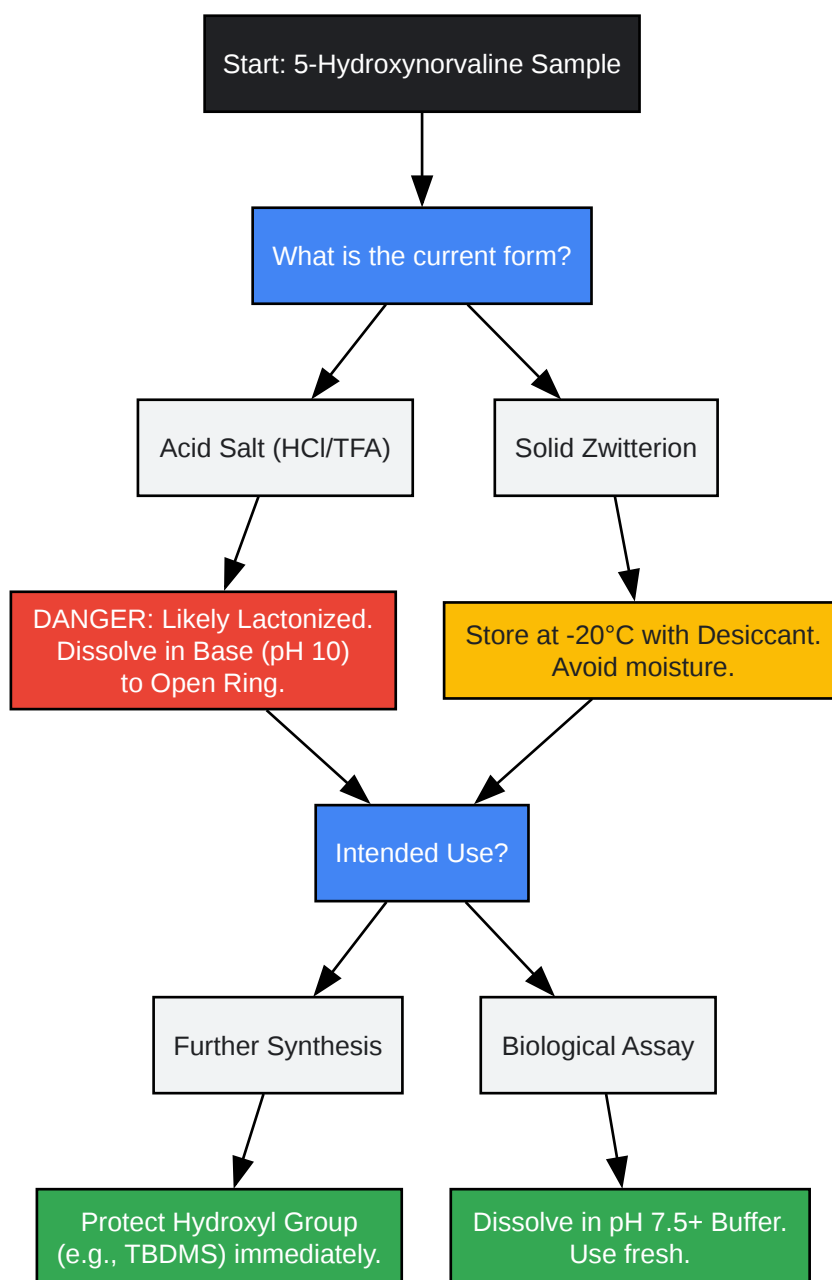 Start: 5-Hydroxynorvaline Sample
What is the current form?
Acid Salt (HCl/TFA)
Solid Zwitterion
DANGER: Likely Lactonized.
Dissolve in Base (pH 10)
to Open Ring.
Store at -20°C with Desiccant.
Avoid moisture.
Intended Use?
Further Synthesis
Biological Assay
Protect Hydroxyl Group
(e.g., TBDMS) immediately.
Dissolve in pH 7.5+ Buffer.
Use fresh.